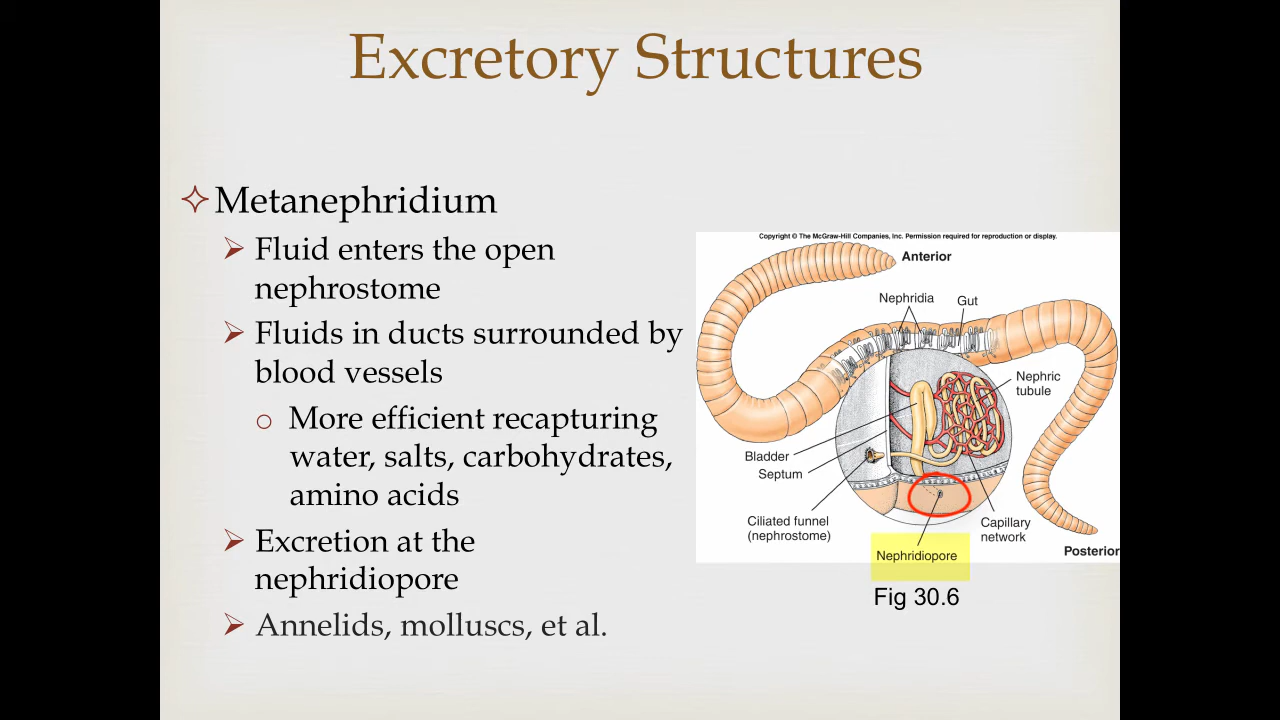 Excretory Structures
Metanephridium
Fluid enters the open
nephrostome
Fluids in ducts surrounded by
blood vessels
More efficient recapturing
water, salts, carbohydrates,
amino acids
Excretion at the
nephridiopore
Annelids, molluscs, et al.
Copyright © The McGraw-Hill Companies, Inc. Permission required for reproduction or display.
Anterior
Nephridia
Gut
Nephric
tubule
Bladder
Septum
Ciliated funnel
(nephrostome)
Capillary
network
Nephridiopore
Posterior
Fig 30.6